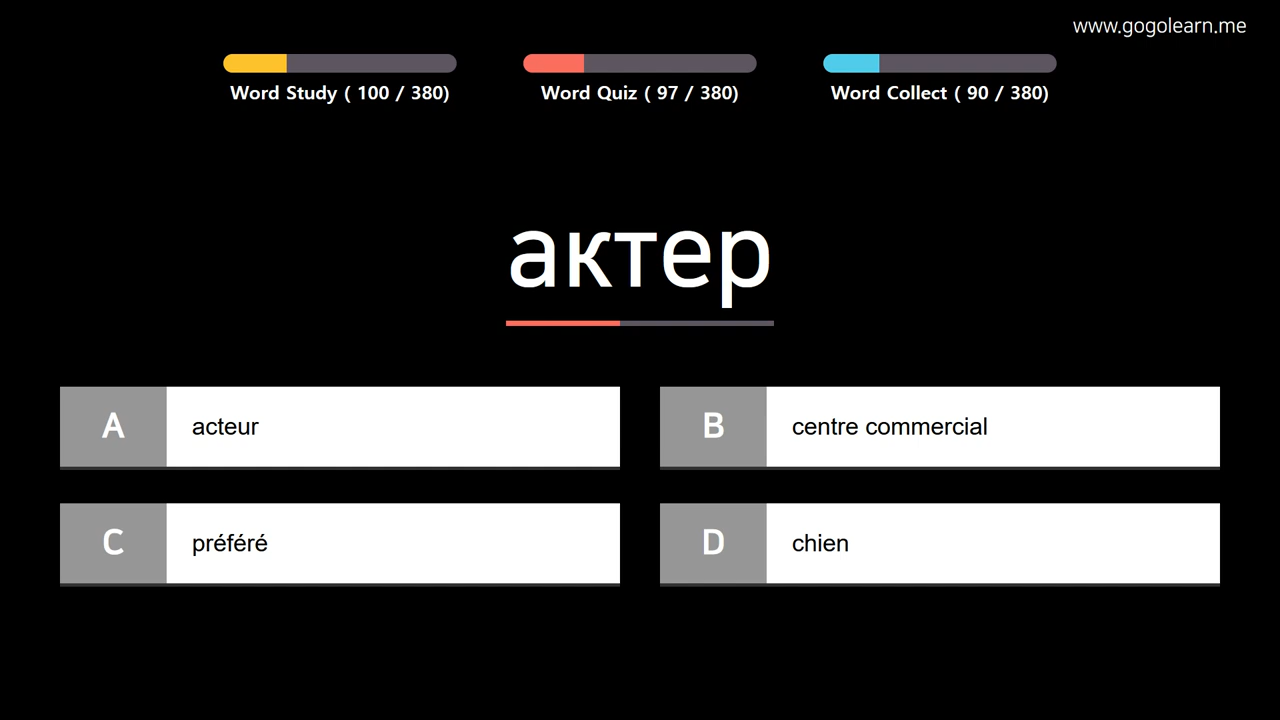 www.gogolearn.me
Word Study ( 100 / 380)
Word Quiz ( 97 / 380)
Word Collect ( 90 / 380)
актер
A acteur
B centre commercial
C préféré
D chien